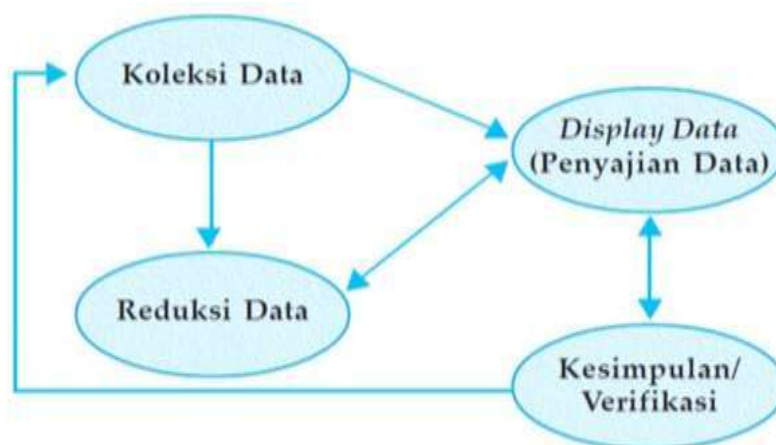 Koleksi Data
Display Data
(Penyajian Data)
Reduksi Data
Kesimpulan/
Verifikasi